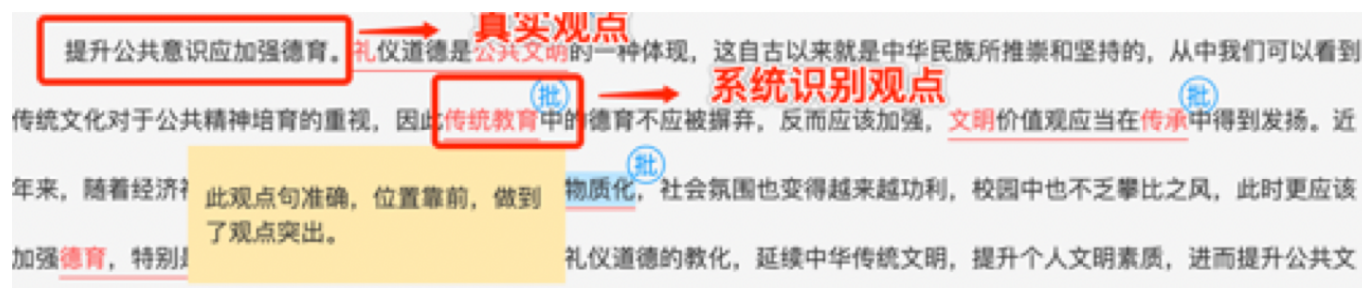 真实观点
提升公共意识应加强德育。礼仪道德是公共文明的一种体现，这自古以来就是中华民族所推崇和坚持的，从中我们可以看到
系统识别观点
批
批
传统文化对于公共精神培育的重视，因此传统教育中的德育不应被摒弃，反而应该加强，文明价值观应当在传承中得到发扬。近
批
年来，随着经济 物质化，社会氛围也变得越来越功利，校园中也不乏攀比之风，此时更应该
此观点句准确，位置靠前，做到
了观点突出。
加强德育，特别 礼仪道德的教化，延续中华传统文明，提升个人文明素质，进而提升公共文